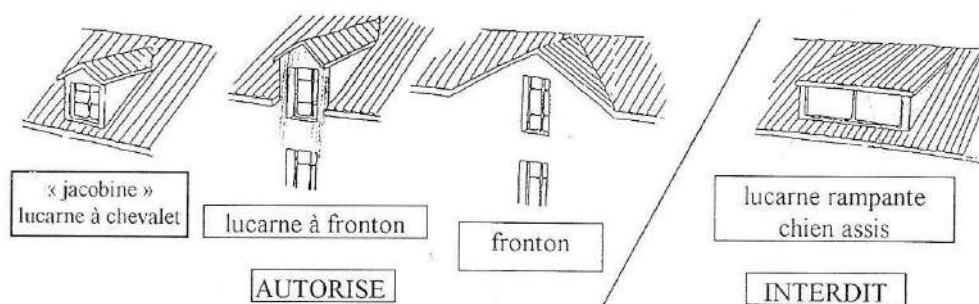 « jacobine »
lucarne à chevalet
lucarne à fronton
fronton
lucarne rampante
chien assis
AUTORISE
INTERDIT